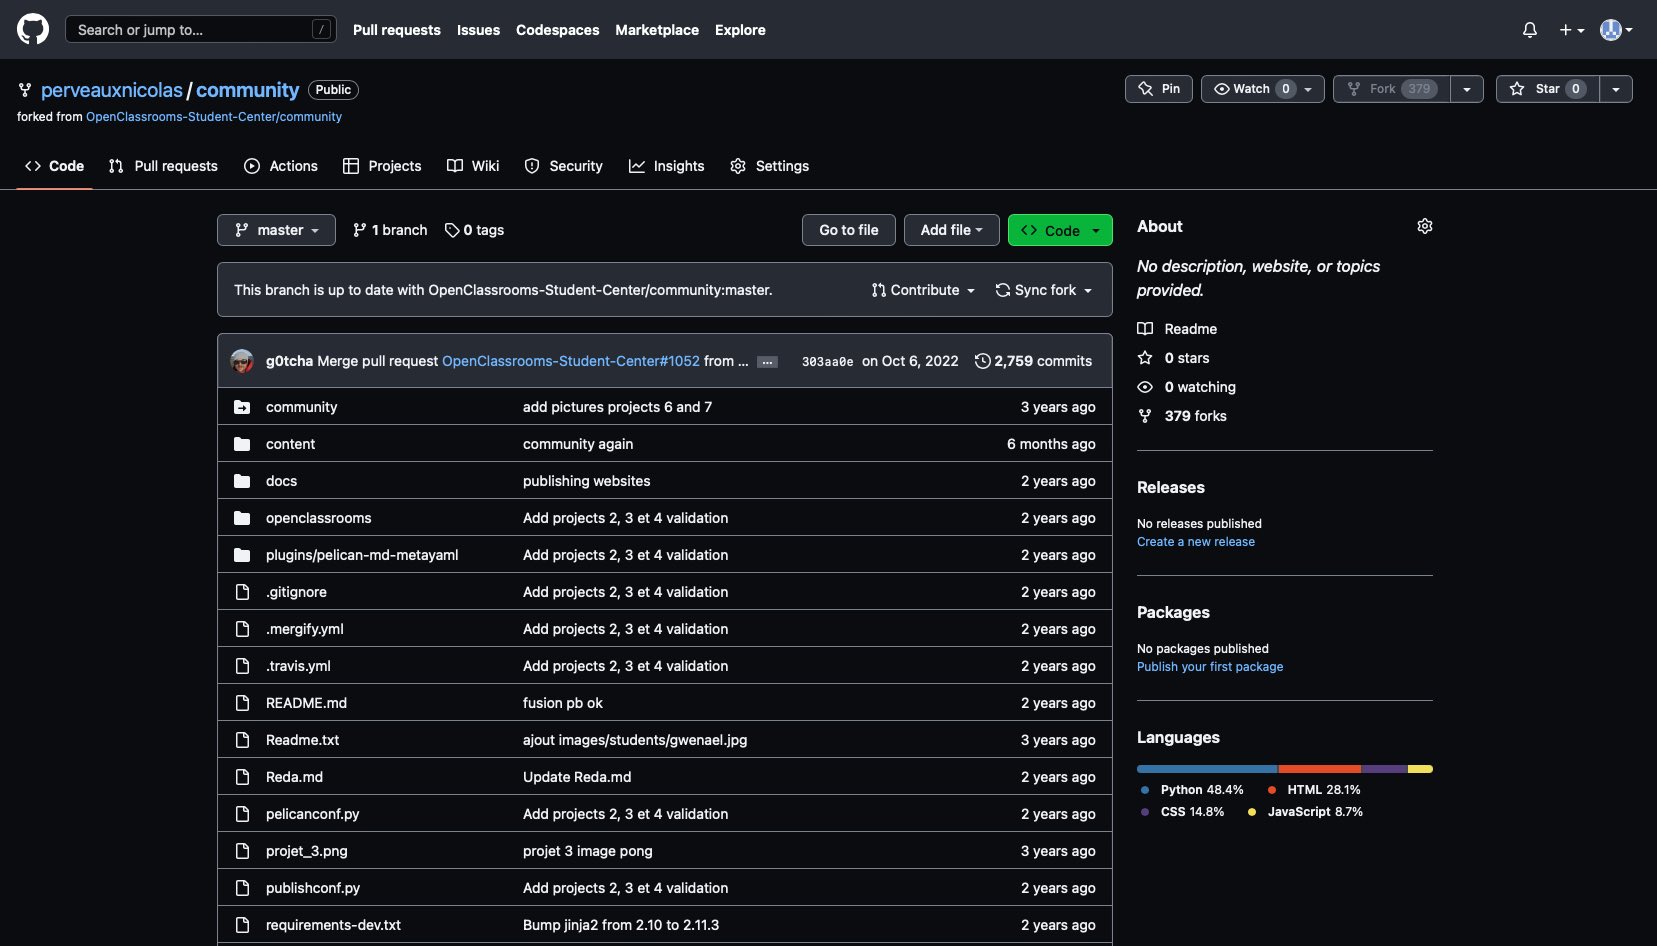 Search or jump to... /
Pull requests Issues Codespaces Marketplace Explore
perveauxnicolas / community Public
forked from OpenClassrooms-Student-Center/community
Pin Watch 0 Fork 379 Star 0
Code Pull requests Actions Projects Wiki Security Insights Settings
master 1 branch 0 tags Go to file Add file Code
This branch is up to date with OpenClassrooms-Student-Center/community:master. Contribute Sync fork
g0tcha Merge pull request OpenClassrooms-Student-Center#1052 from ... ... 303aa0e on Oct 6, 2022 2,759 commits
community add pictures projects 6 and 7 3 years ago
content community again 6 months ago
docs publishing websites 2 years ago
openclassrooms Add projects 2, 3 et 4 validation 2 years ago
plugins/pelican-md-metayaml Add projects 2, 3 et 4 validation 2 years ago
.gitignore Add projects 2, 3 et 4 validation 2 years ago
.mergify.yml Add projects 2, 3 et 4 validation 2 years ago
.travis.yml Add projects 2, 3 et 4 validation 2 years ago
README.md fusion pb ok 2 years ago
Readme.txt ajout images/students/gwenael.jpg 3 years ago
Reda.md Update Reda.md 2 years ago
pelicanconf.py Add projects 2, 3 et 4 validation 2 years ago
projet_3.png projet 3 image pong 3 years ago
publishconf.py Add projects 2, 3 et 4 validation 2 years ago
requirements-dev.txt Bump jinja2 from 2.10 to 2.11.3 2 years ago
About
No description, website, or topics
provided.
Readme
0 stars
0 watching
379 forks
Releases
No releases published
Create a new release
Packages
No packages published
Publish your first package
Languages
Python 48.4% HTML 28.1%
CSS 14.8% JavaScript 8.7%